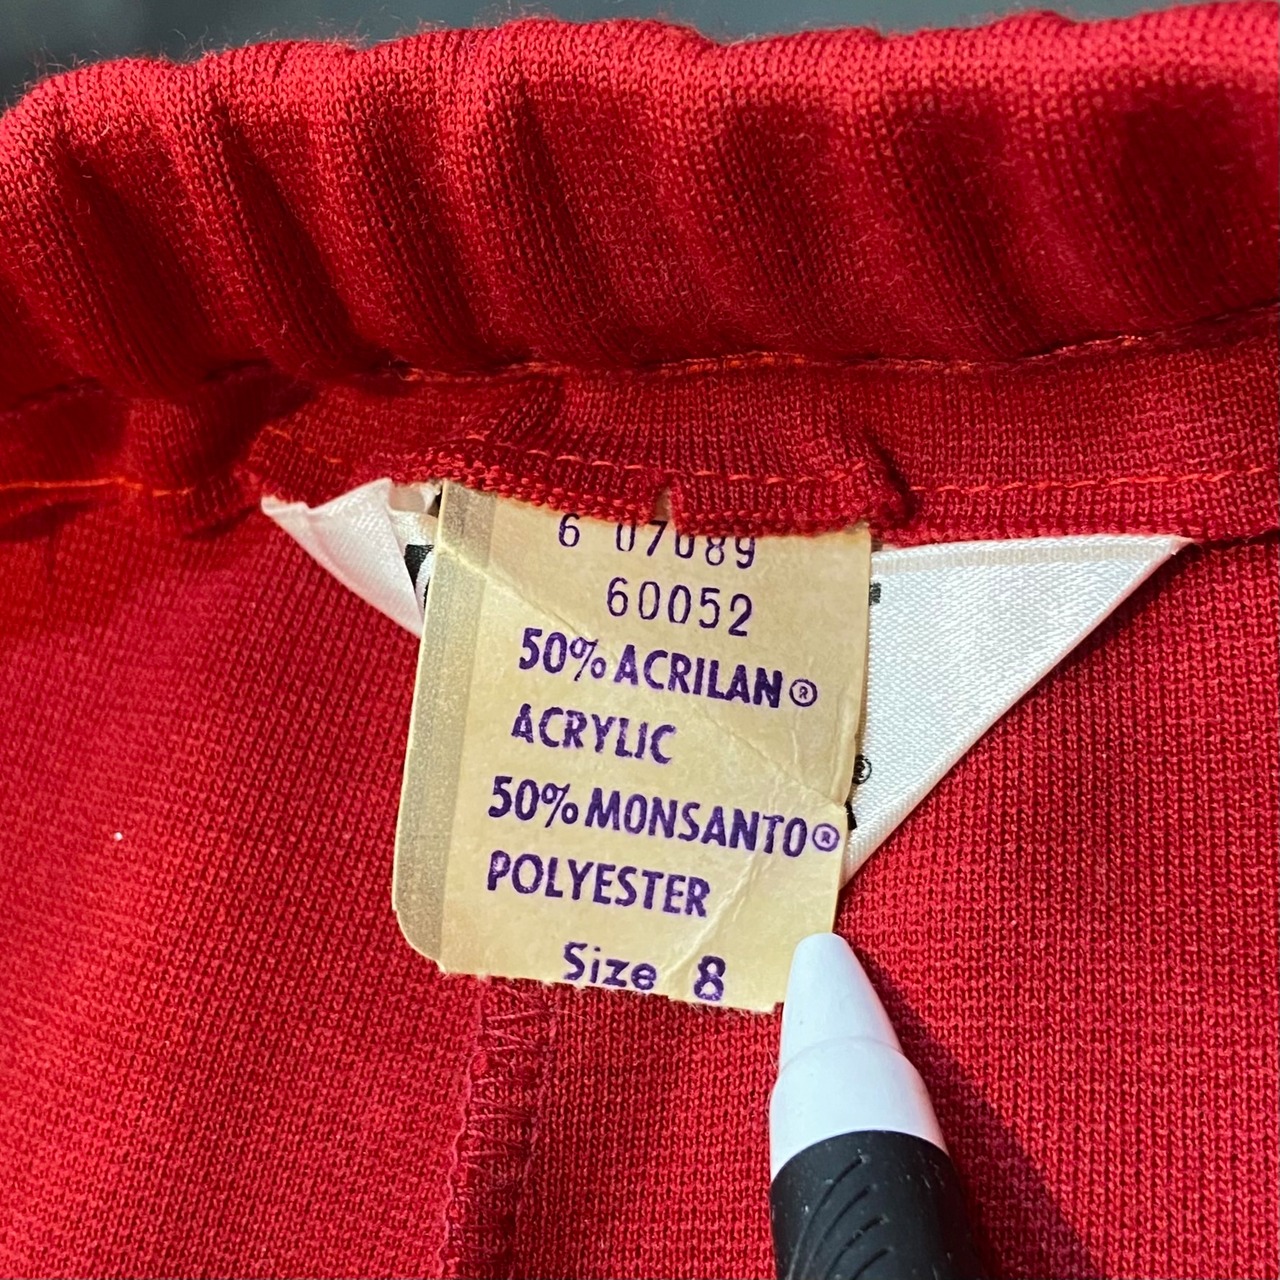 6 07089
60052
50% ACRILAN®
ACRYLIC
50% MONSANTO®
POLYESTER
Size 8
®